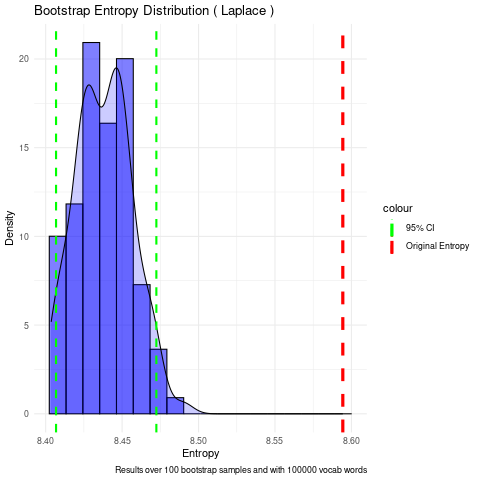 Bootstrap Entropy Distribution ( Laplace )
Density
20
15
10
5
0
8.40
8.45
8.50
8.55
8.60
Entropy
colour
95% CI
Original Entropy
Results over 100 bootstrap samples and with 100000 vocab words